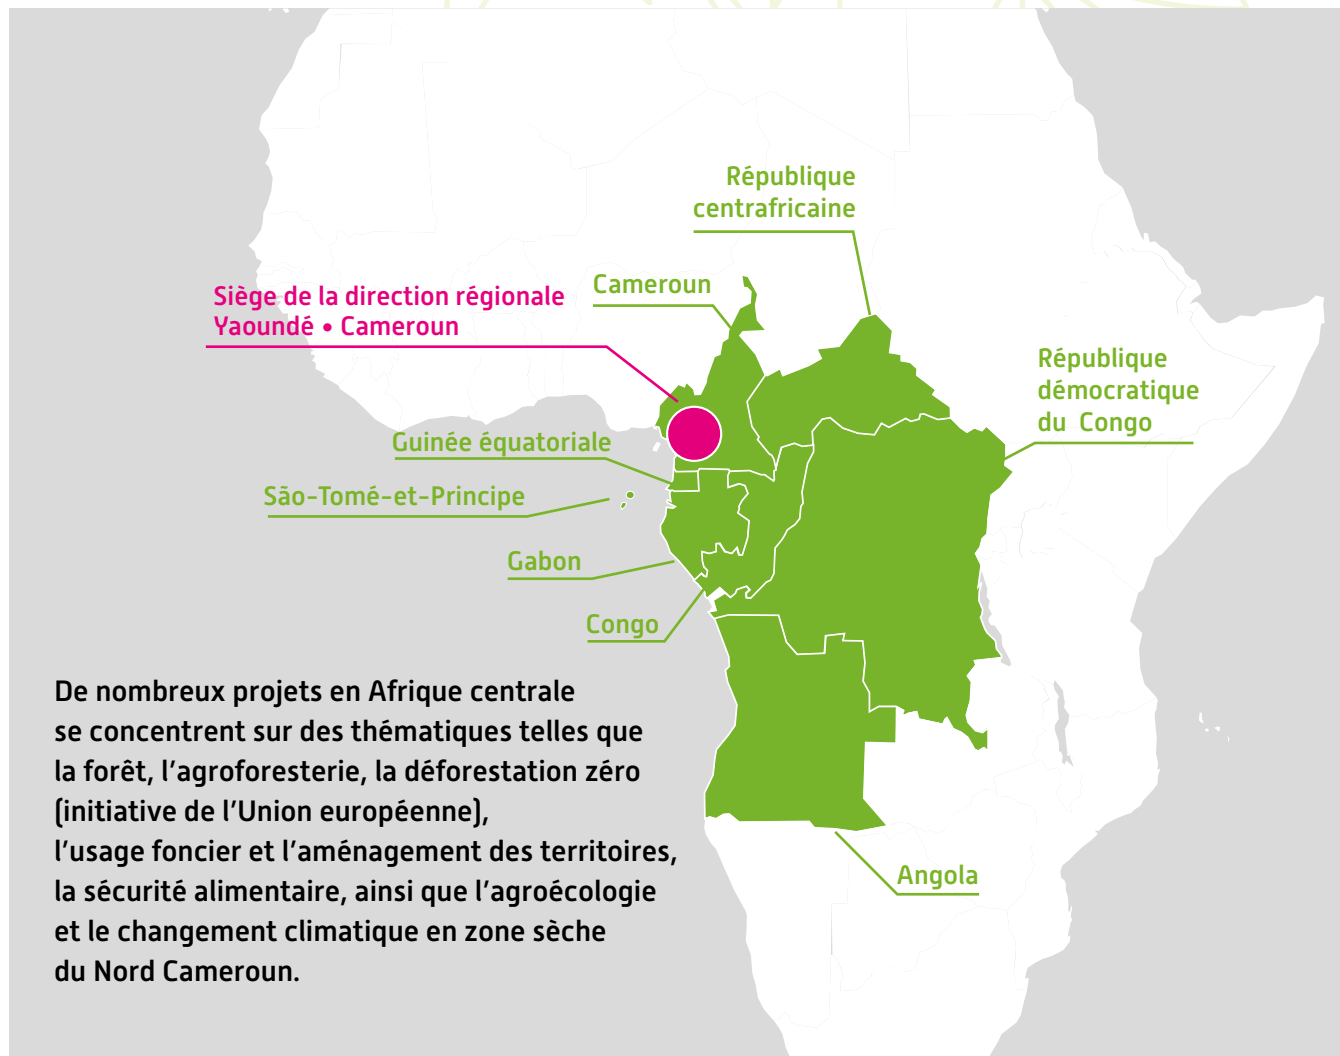 République
centrafricaine
Cameroun
Siège de la direction régionale
Yaoundé • Cameroun
République
démocratique
du Congo
Guinée équatoriale
São-Tomé-et-Principe
Gabon
Congo
De nombreux projets en Afrique centrale
se concentrent sur des thématiques telles que
la forêt, l'agroforesterie, la déforestation zéro
(initiative de l'Union européenne),
l'usage foncier et l'aménagement des territoires,
la sécurité alimentaire, ainsi que l'agroécologie
et le changement climatique en zone sèche
du Nord Cameroun.
Angola